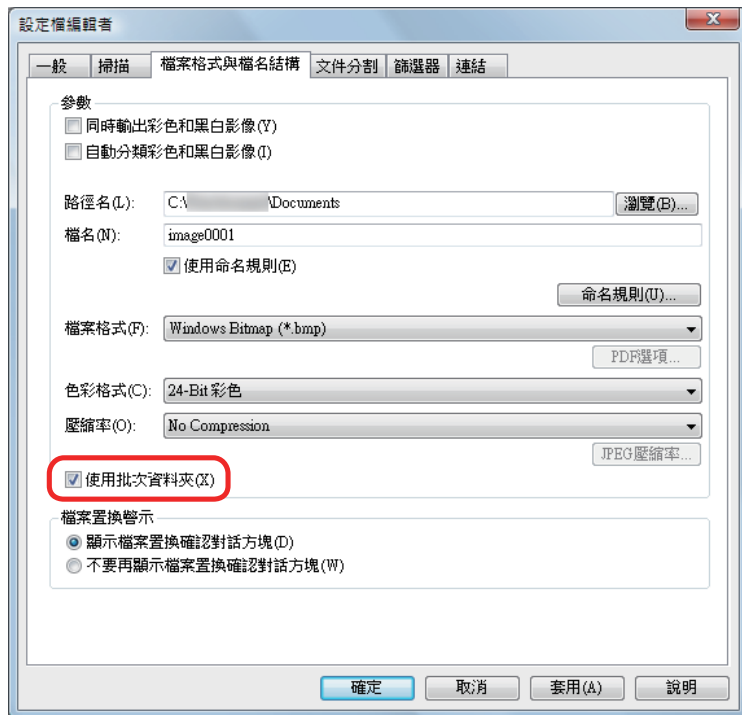 設定檔編輯者
一般 掃描 檔案格式與檔名結構 文件分割 篩選器 連結
參數
同時輸出彩色和黑白影像(Y)
自動分類彩色和黑白影像(I)
路徑名(L): C:\ \Documents 瀏覽(B)...
檔名(N): image0001
使用命名規則(E)
命名規則(U)...
檔案格式(F): Windows Bitmap (*.bmp)
PDF選項...
色彩格式(C): 24-Bit 彩色
壓縮率(O): No Compression
JPEG壓縮率...
使用批次資料夾(X)
檔案置換警示
顯示檔案置換確認對話方塊(D)
不要再顯示檔案置換確認對話方塊(W)
確定 取消 套用(A) 說明